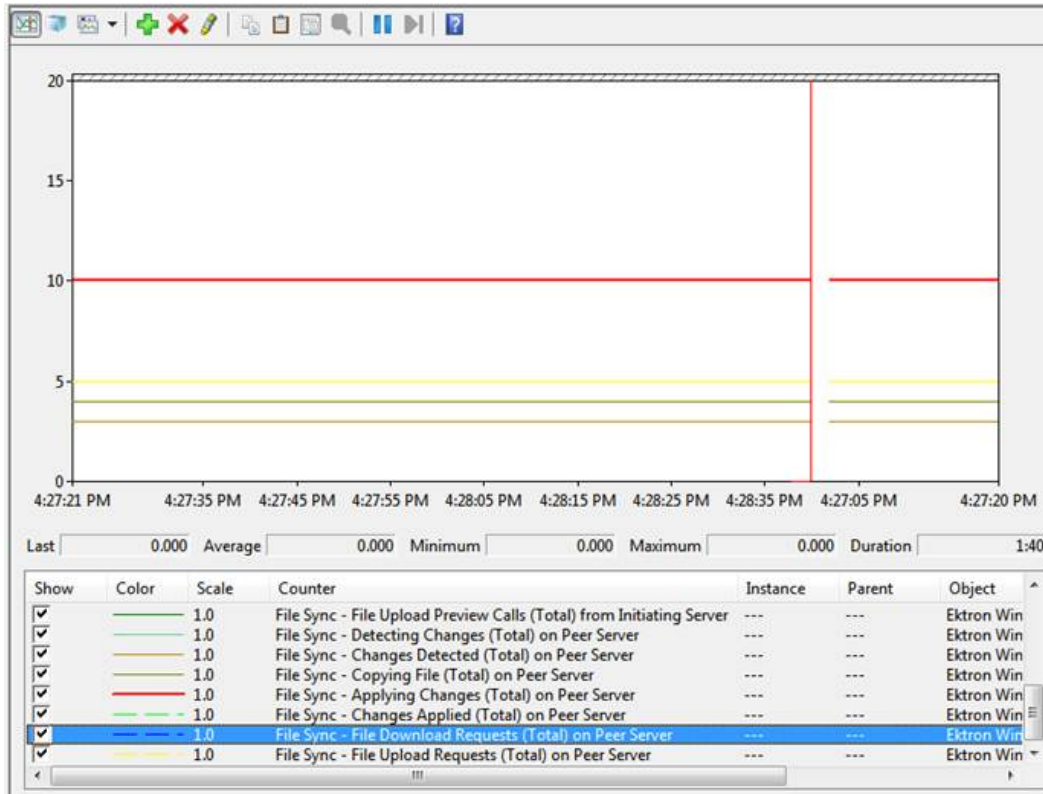 20
15
10
5
0
4:27:21 PM 4:27:35 PM 4:27:45 PM 4:27:55 PM 4:28:05 PM 4:28:15 PM 4:28:25 PM 4:28:35 PM 4:27:05 PM 4:27:20 PM
Last 0.000 Average 0.000 Minimum 0.000 Maximum 0.000 Duration 1:40
Show Color Scale Counter Instance Parent Object
1.0 File Sync - File Upload Preview Calls (Total) from Initiating Server --- --- Ektron Win
1.0 File Sync - Detecting Changes (Total) on Peer Server --- --- Ektron Win
1.0 File Sync - Changes Detected (Total) on Peer Server --- --- Ektron Win
1.0 File Sync - Copying File (Total) on Peer Server --- --- Ektron Win
1.0 File Sync - Applying Changes (Total) on Peer Server --- --- Ektron Win
1.0 File Sync - Changes Applied (Total) on Peer Server --- --- Ektron Win
1.0 File Sync - File Download Requests (Total) on Peer Server --- --- Ektron Win
1.0 File Sync - File Upload Requests (Total) on Peer Server --- --- Ektron Win